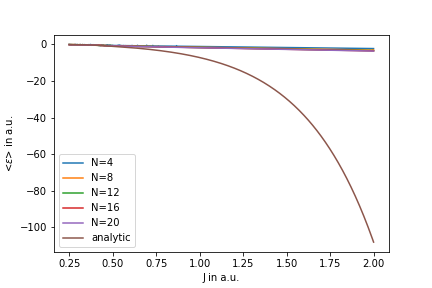 0
−20
−40
−60
−80
−100
<ε> in a.u.
N=4
N=8
N=12
N=16
N=20
analytic
0.25 0.50 0.75 1.00 1.25 1.50 1.75 2.00
J in a.u.